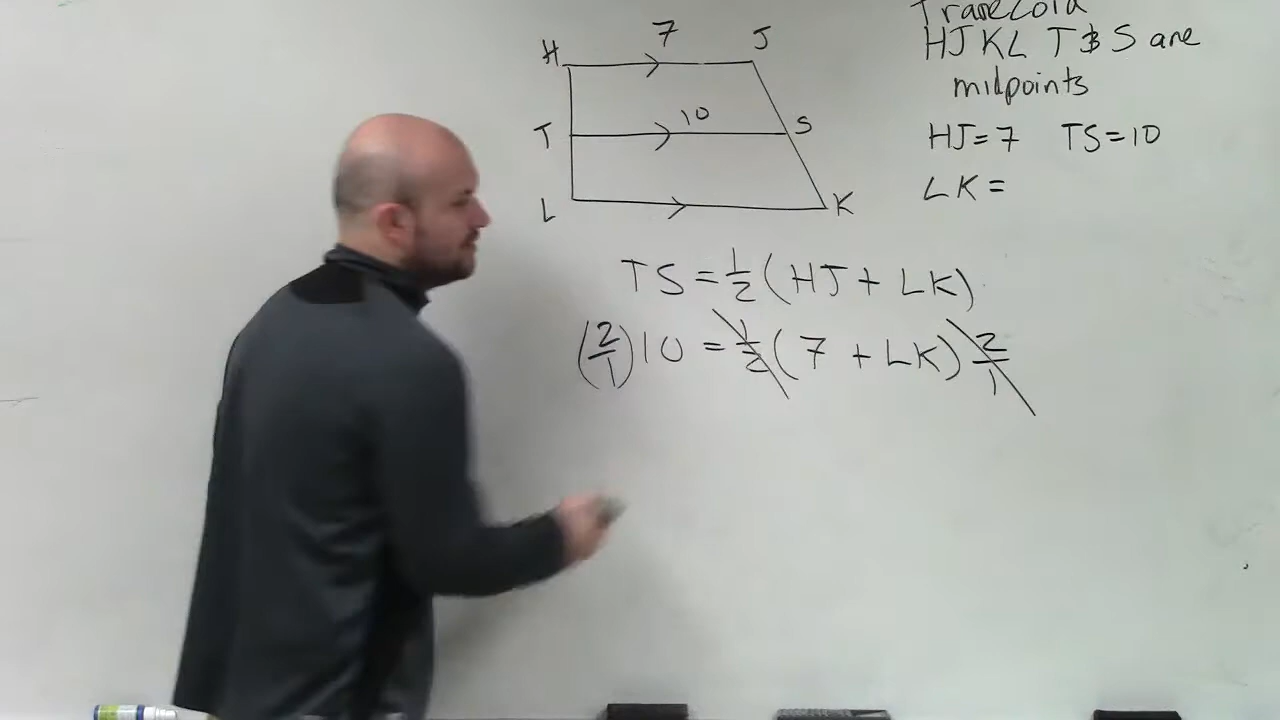 Trapezoid
HJKL T & S are
midpoints
HJ = 7 TS = 10
LK =
H 7 J
T 10 S
L K
TS = 1/2 (HJ + LK)
(2/1) 10 = 1/2 (7 + LK) 2/1